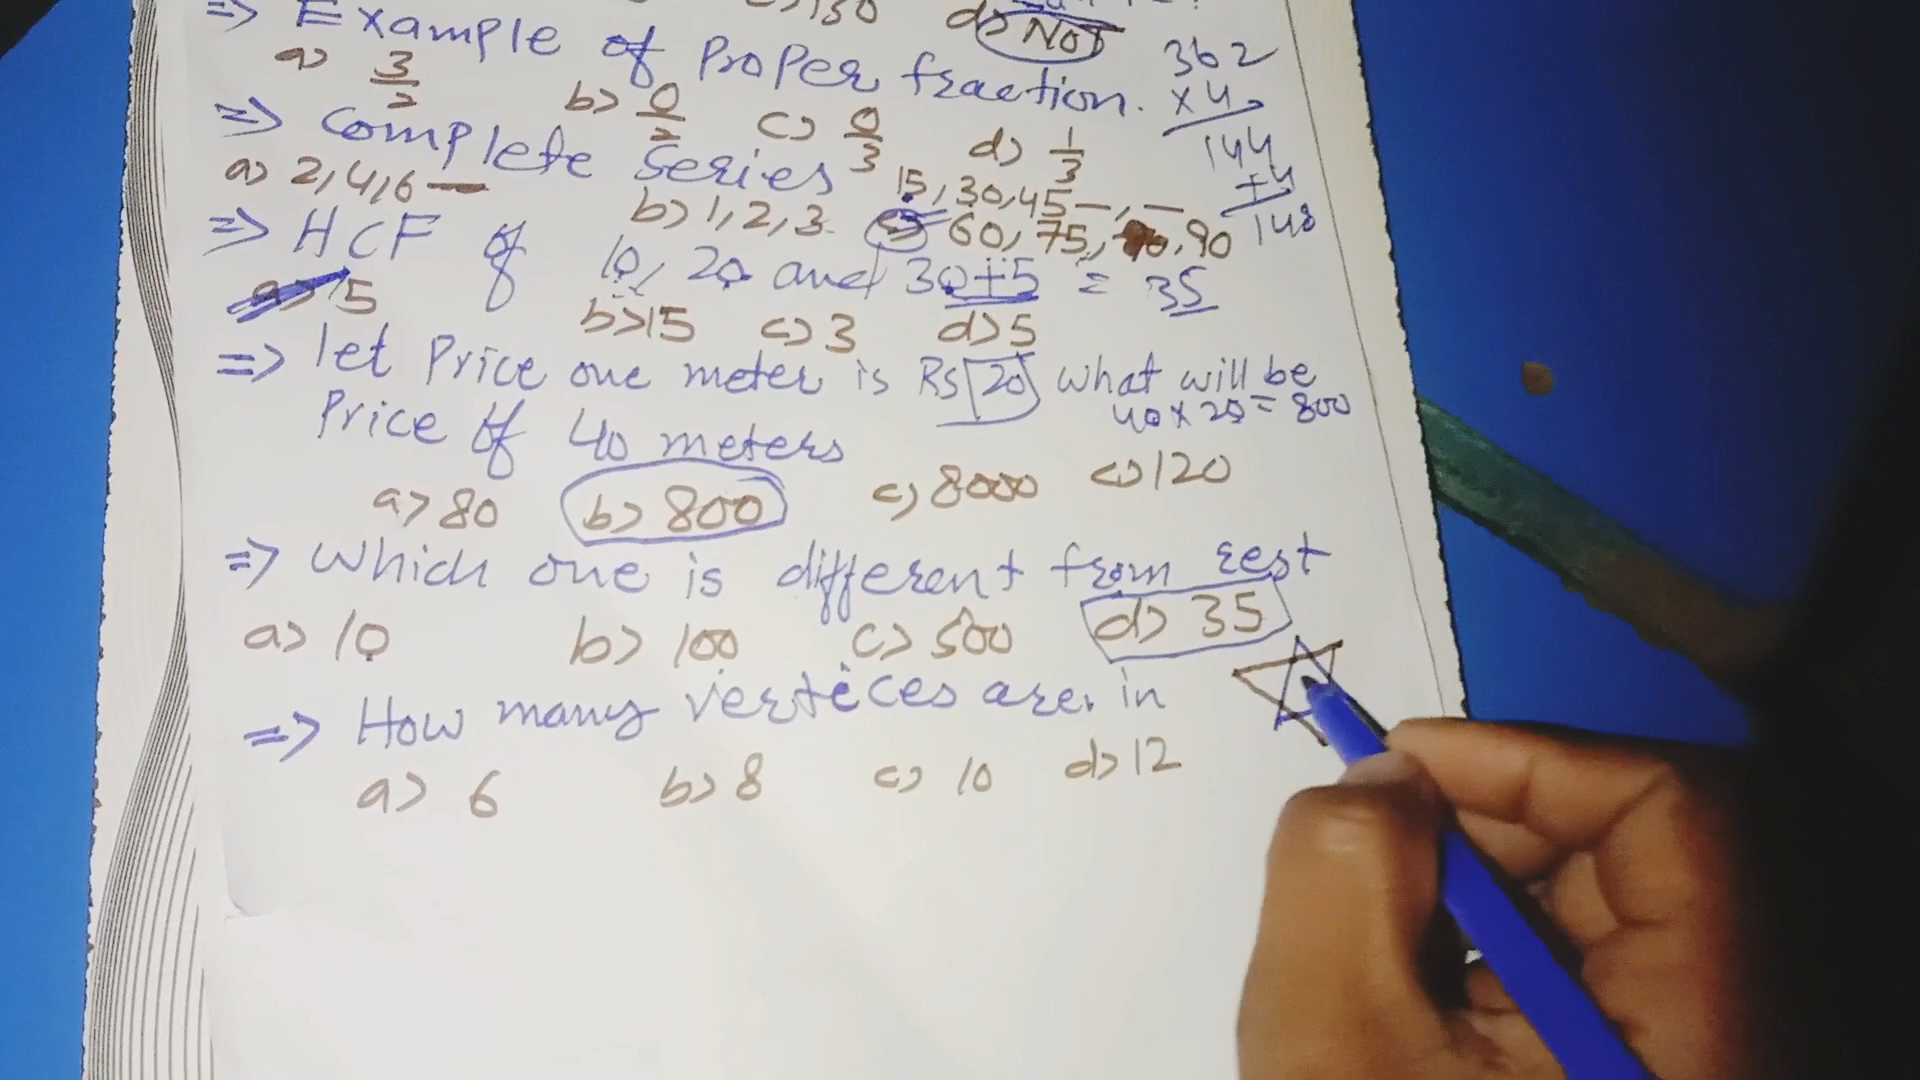 c) 150 d) Not
=> Example of Proper fraction.
a) 3/2 b) 0/2 c) 0/3 d) 1/3
362
x 4
144
+4
148
=> Complete Series 15, 30, 45 —, —
a) 2, 4, 6 — b) 1, 2, 3. 60, 75, 90
=> HCF of 10, 20 and 30+5 = 35
a) 5 b) 15 c) 3 d) 5
=> let Price one meter is Rs 20 what will be
Price of 40 meters 40 x 20 = 800
a) 80 b) 800 c) 8000 c) 120
=> Which one is different from rest
a) 10 b) 100 c) 500 d) 35
=> How many vertices are in
a) 6 b) 8 c) 10 d) 12